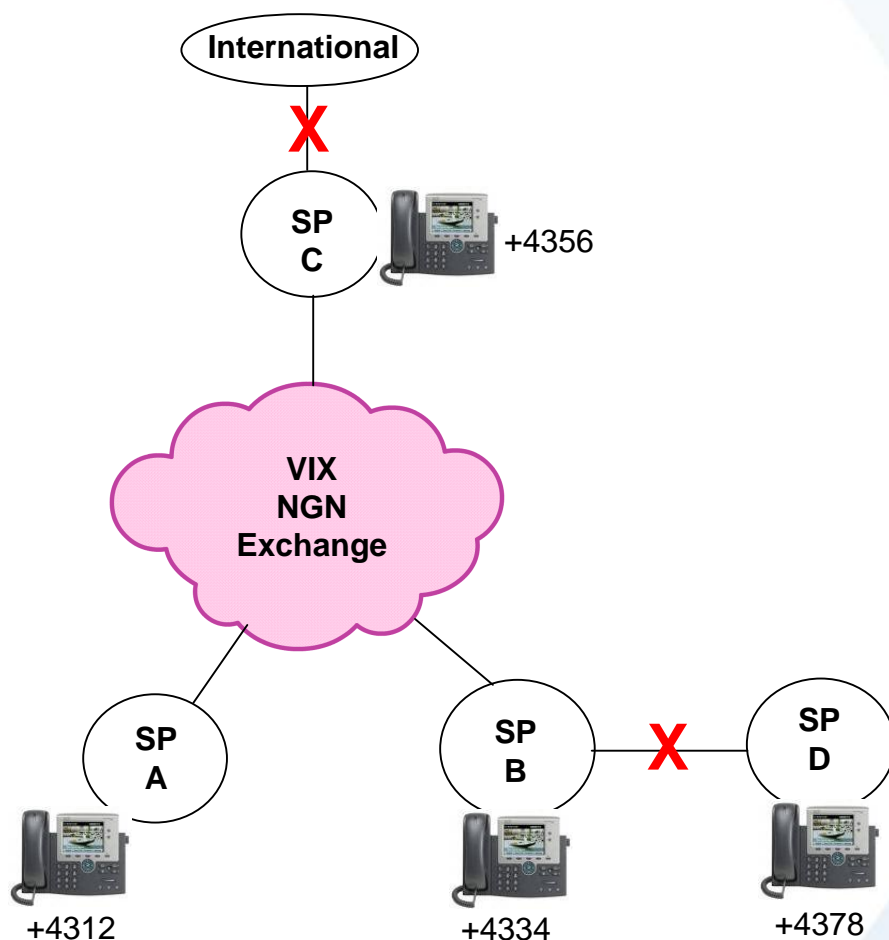 International
X
SP
C
+4356
VIX
NGN
Exchange
SP
A
SP
B
X
SP
D
+4312
+4334
+4378